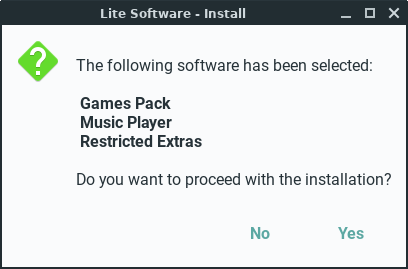 Lite Software - Install
The following software has been selected:
Games Pack
Music Player
Restricted Extras
Do you want to proceed with the installation?
No Yes